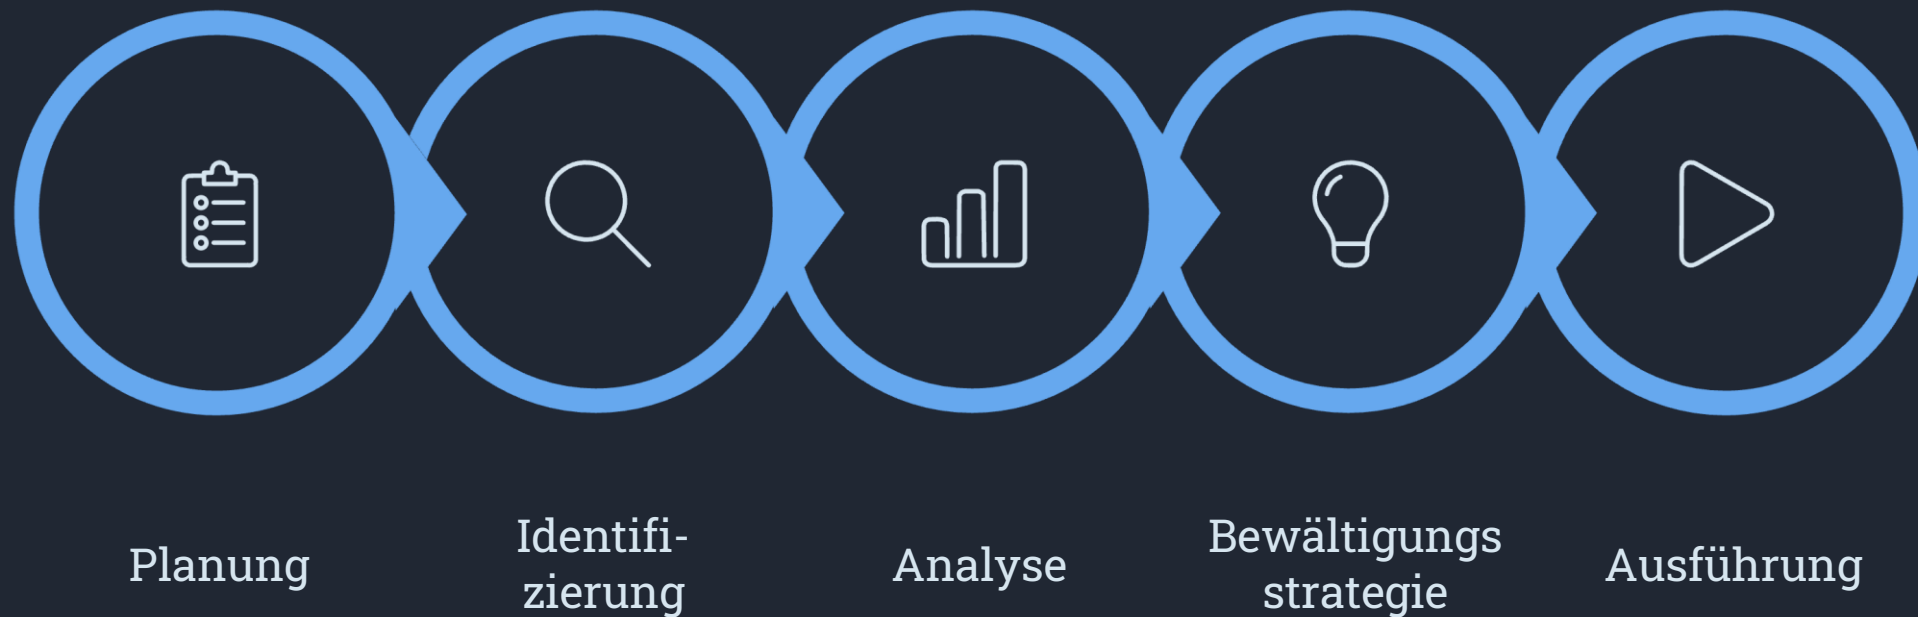 Planung
Identifi-
zierung
Analyse
Bewältigungs
strategie
Ausführung